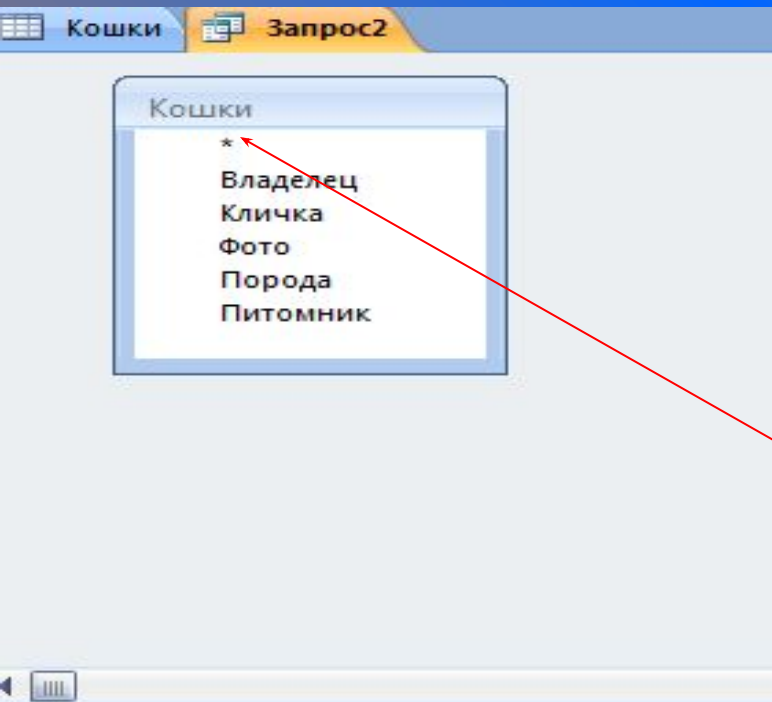 Кошки Запрос2
Кошки
*
Владелец
Кличка
Фото
Порода
Питомник